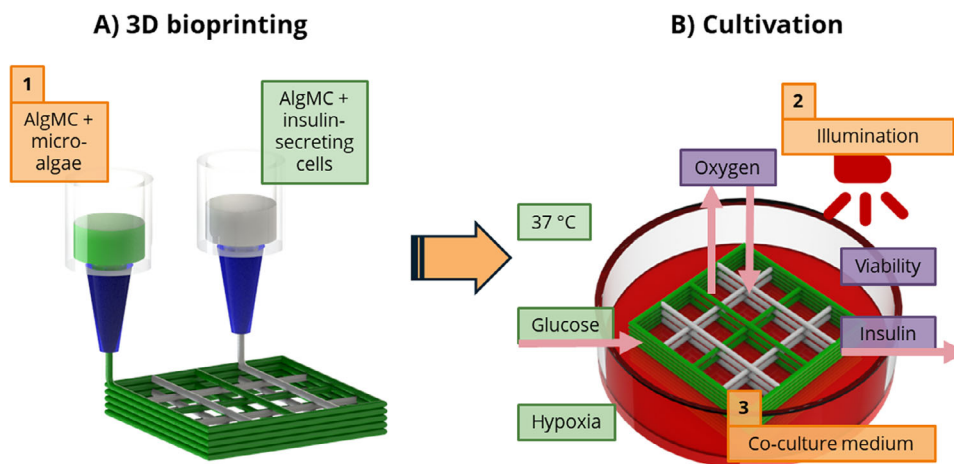 A) 3D bioprinting
1
AlgMC +
micro-
algae
AlgMC +
insulin-
secreting
cells
B) Cultivation
2
Illumination
Oxygen
37 °C
Viability
Glucose
Insulin
Hypoxia
3
Co-culture medium